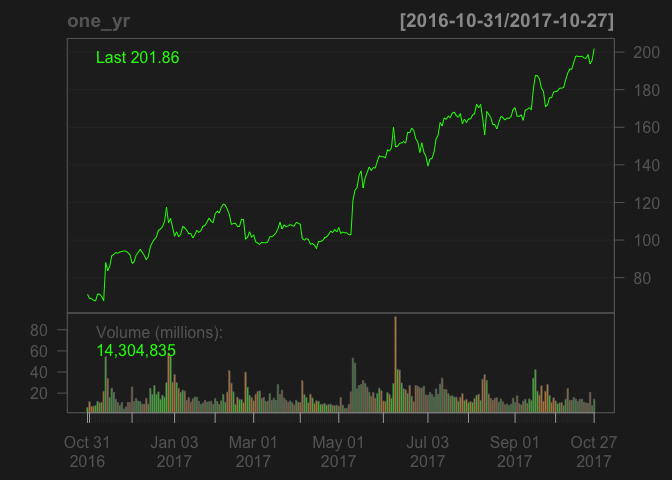 one_yr [2016-10-31/2017-10-27]
Last 201.86
200
180
160
140
120
100
80
Volume (millions):
14,304,835
80
60
40
20
Oct 31 Jan 03 Mar 01 May 01 Jul 03 Sep 01 Oct 27
2016 2017 2017 2017 2017 2017 2017